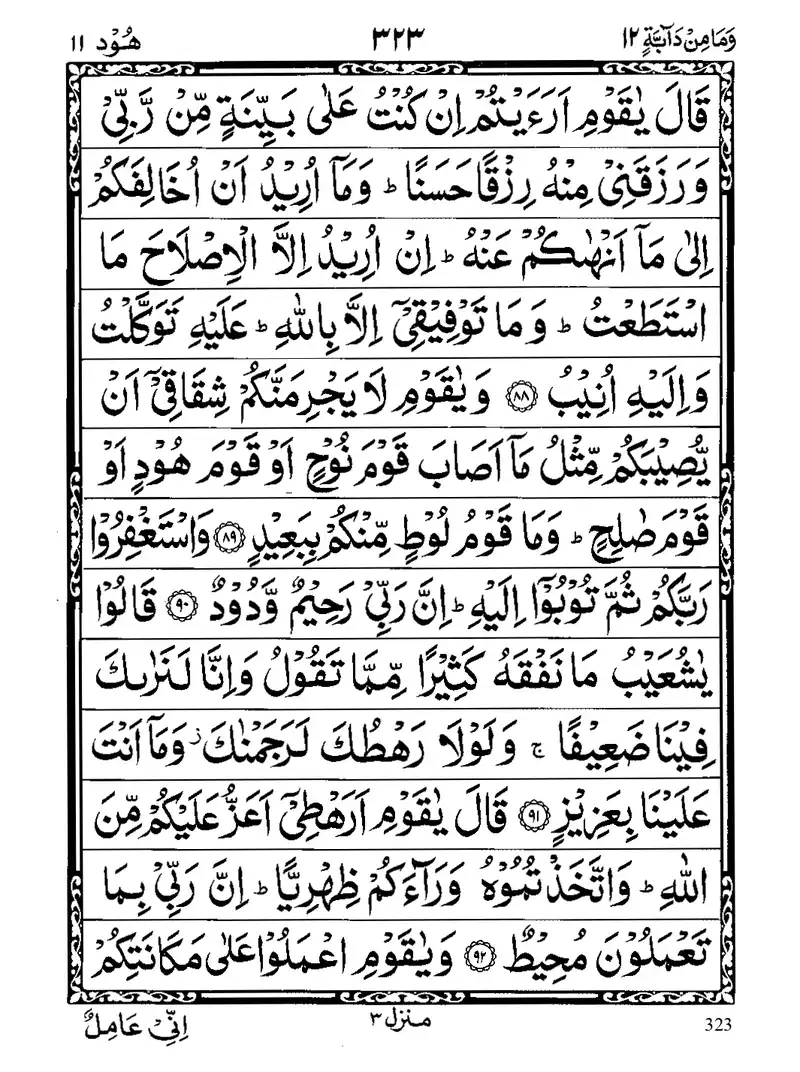 وَمَا مِنْ دَآبَّةٍ ١٢ ٣٢٣ هُوْد ١١
قَالَ يٰقَوْمِ اَرَءَيْتُمْ اِنْ كُنْتُ عَلٰى بَيِّنَةٍ مِّنْ رَّبِّيْ
وَرَزَقَنِيْ مِنْهُ رِزْقًا حَسَنًا ؕ وَمَآ اُرِيْدُ اَنْ اُخَالِفَكُمْ
اِلٰى مَآ اَنْهٰىكُمْ عَنْهُ ؕ اِنْ اُرِيْدُ اِلَّا الْاِصْلَاحَ مَا
اسْتَطَعْتُ ؕ وَمَا تَوْفِيْقِيْٓ اِلَّا بِاللّٰهِ ؕ عَلَيْهِ تَوَكَّلْتُ
وَاِلَيْهِ اُنِيْبُ ۝٨٨ وَيٰقَوْمِ لَا يَجْرِمَنَّكُمْ شِقَاقِيْٓ اَنْ
يُّصِيْبَكُمْ مِّثْلُ مَآ اَصَابَ قَوْمَ نُوْحٍ اَوْ قَوْمَ هُوْدٍ اَوْ
قَوْمَ صٰلِحٍ ؕ وَمَا قَوْمُ لُوْطٍ مِّنْكُمْ بِبَعِيْدٍ ۝٨٩ وَاسْتَغْفِرُوْا
رَبَّكُمْ ثُمَّ تُوْبُوْٓا اِلَيْهِ ؕ اِنَّ رَبِّيْ رَحِيْمٌ وَّدُوْدٌ ۝٩٠ قَالُوْا
يٰشُعَيْبُ مَا نَفْقَهُ كَثِيْرًا مِّمَّا تَقُوْلُ وَاِنَّا لَنَرٰىكَ
فِيْنَا ضَعِيْفًا ۚ وَلَوْلَا رَهْطُكَ لَرَجَمْنٰكَ ؗ وَمَآ اَنْتَ
عَلَيْنَا بِعَزِيْزٍ ۝٩١ قَالَ يٰقَوْمِ اَرَهْطِيْٓ اَعَزُّ عَلَيْكُمْ مِّنَ
اللّٰهِ ؕ وَاتَّخَذْتُمُوْهُ وَرَآءَكُمْ ظِهْرِيًّا ؕ اِنَّ رَبِّيْ بِمَا
تَعْمَلُوْنَ مُحِيْطٌ ۝٩٢ وَيٰقَوْمِ اعْمَلُوْا عَلٰى مَكَانَتِكُمْ
323 منزل ٣ اِنِّيْ عَامِلٌ